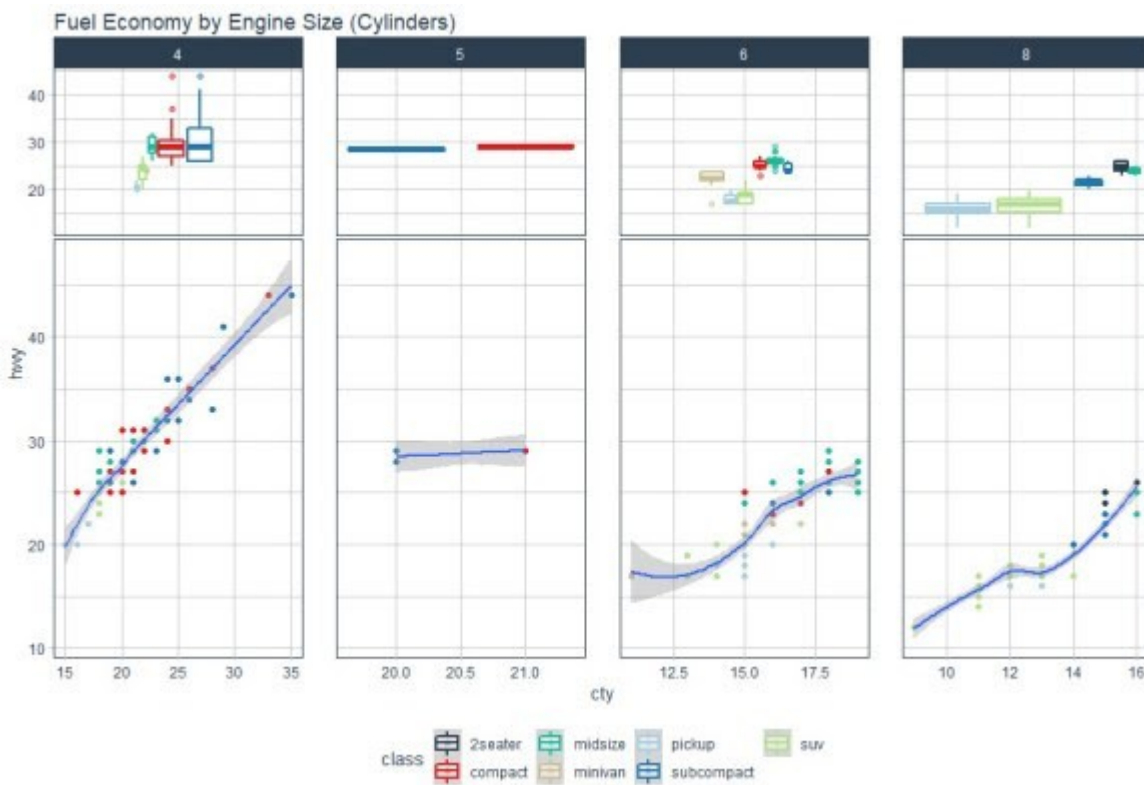 Fuel Economy by Engine Size (Cylinders)
4 5 6 8
40
30
20
40
30
20
10
hwy
15 20 25 30 35 20.0 20.5 21.0 12.5 15.0 17.5 10 12 14 16
cty
class 2seater midsize pickup suv
compact minivan subcompact